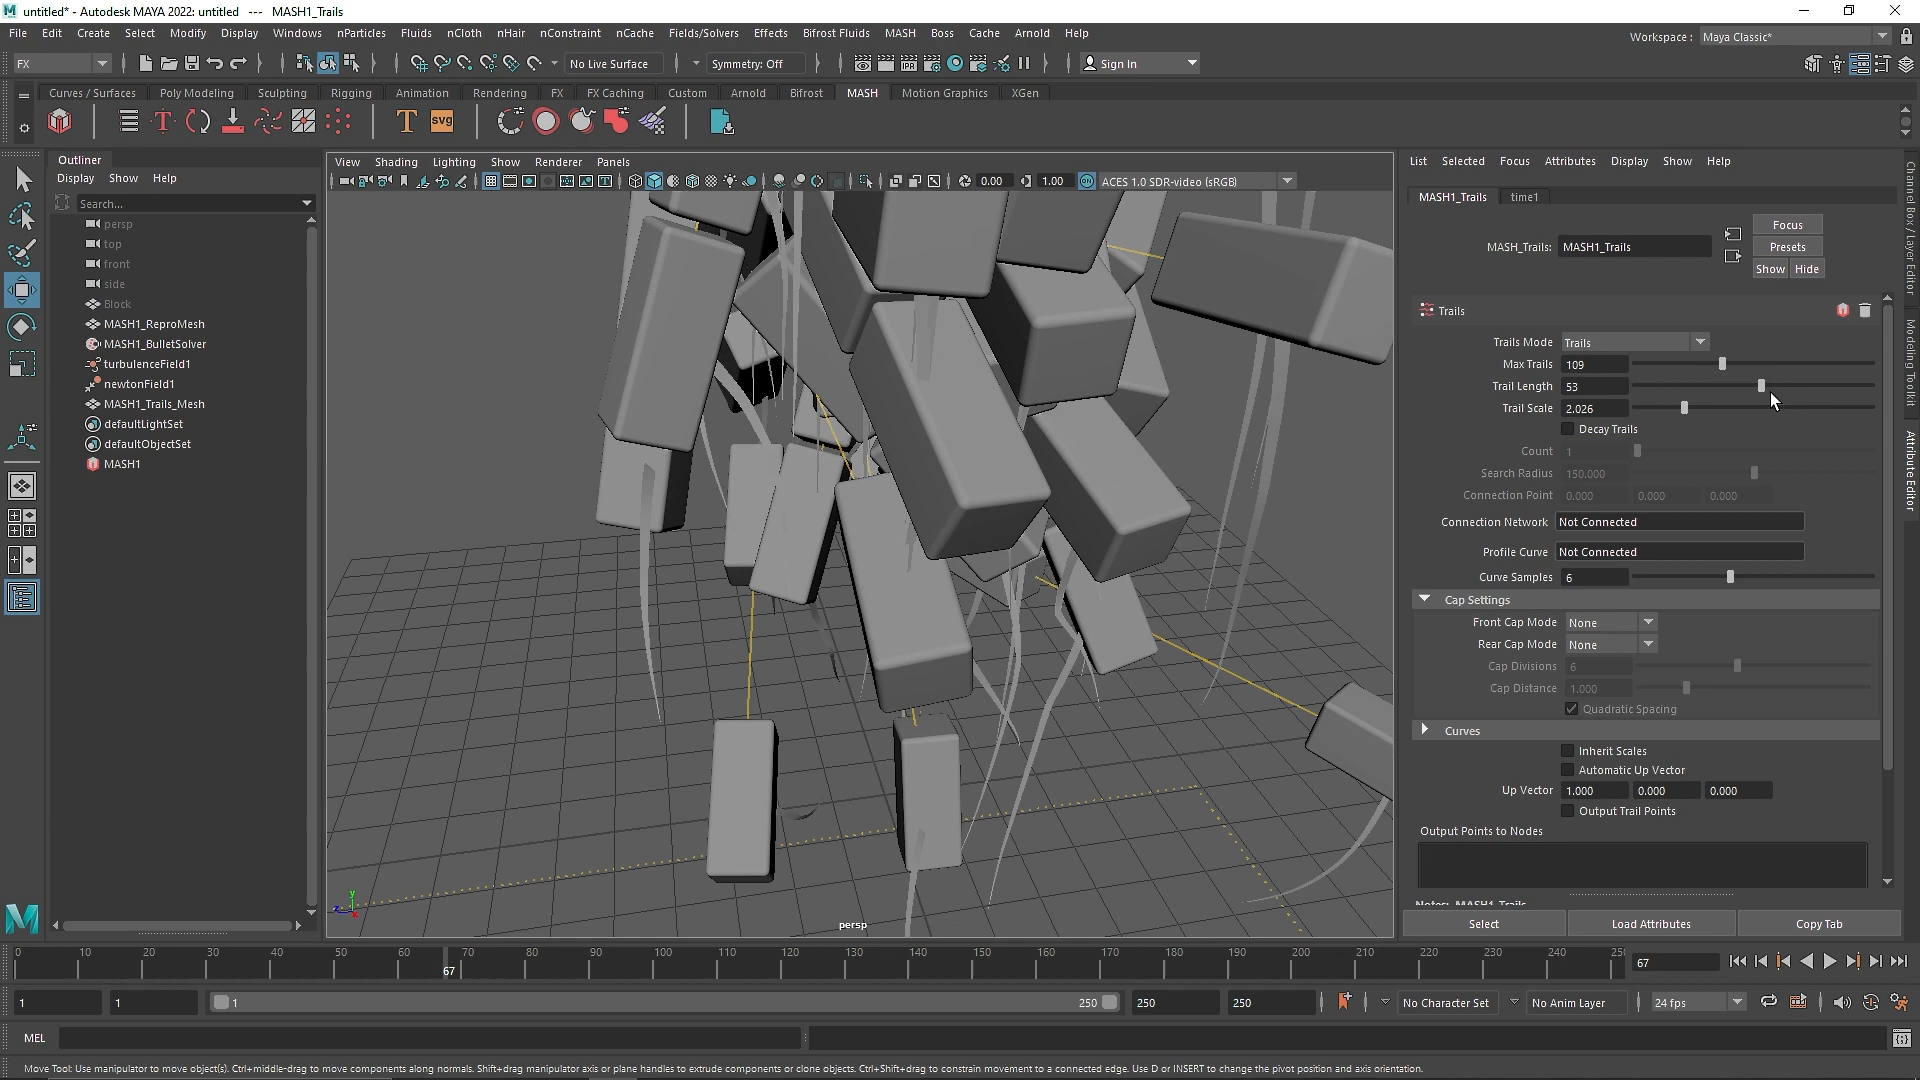 untitled* - Autodesk MAYA 2022: untitled --- MASH1_Trails
File Edit Create Select Modify Display Windows nParticles Fluids nCloth nHair nConstraint nCache Fields/Solvers Effects Bifrost Fluids MASH Boss Cache Arnold Help
Workspace : Maya Classic*
FX No Live Surface Symmetry: Off Sign In
Curves / Surfaces Poly Modeling Sculpting Rigging Animation Rendering FX FX Caching Custom Arnold Bifrost MASH Motion Graphics XGen
T svg
Outliner
Display Show Help
Search...
persp
top
front
side
Block
MASH1_ReproMesh
MASH1_BulletSolver
turbulenceField1
newtonField1
MASH1_Trails_Mesh
defaultLightSet
defaultObjectSet
MASH1
View Shading Lighting Show Renderer Panels
0.00 1.00 ACES 1.0 SDR-video (sRGB)
persp
List Selected Focus Attributes Display Show Help
MASH1_Trails time1
MASH_Trails: MASH1_Trails
Focus
Presets
Show Hide
Trails
Trails Mode Trails
Max Trails 109
Trail Length 53
Trail Scale 2.026
Decay Trails
Count 1
Search Radius 150.000
Connection Point 0.000 0.000 0.000
Connection Network Not Connected
Profile Curve Not Connected
Curve Samples 6
Cap Settings
Front Cap Mode None
Rear Cap Mode None
Cap Divisions 6
Cap Distance 1.000
Quadratic Spacing
Curves
Inherit Scales
Automatic Up Vector
Up Vector 1.000 0.000 0.000
Output Trail Points
Output Points to Nodes
Notes: MASH1_Trails
Select Load Attributes Copy Tab
Channel Box / Layer Editor
Modeling Toolkit
Attribute Editor
0 10 20 30 40 50 60 67 70 80 90 100 110 120 130 140 150 160 170 180 190 200 210 220 230 240 67
1 1 1 250 250 250 No Character Set No Anim Layer 24 fps
MEL
Move Tool: Use manipulator to move object(s). Ctrl+middle-drag to move components along normals. Shift+drag manipulator axis or plane handles to extrude components or clone objects. Ctrl+Shift+drag to constrain movement to a connected edge. Use D or INSERT to change the pivot position and axis orientation.